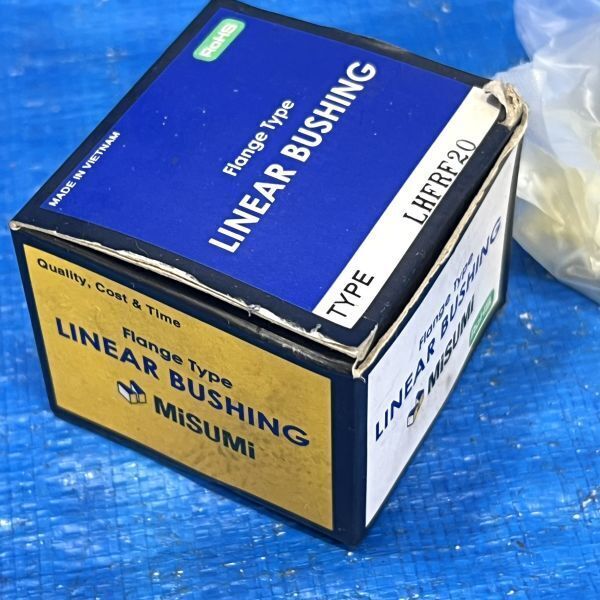 RoHS
MADE IN VIETNAM
Flange Type
LINEAR BUSHING
TYPE LHFRF20
Quality, Cost & Time
Flange Type
LINEAR BUSHING
MiSUMi
Flange Type
LINEAR BUSHING
MiSUMi
RoHS